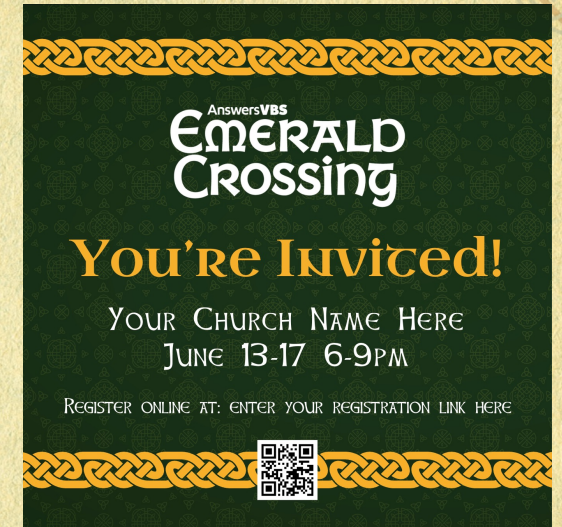 AnswersVBS
Emerald
Crossing
You're Invited!
Your Church Name Here
June 13-17 6-9pm
Register online at: enter your registration link here